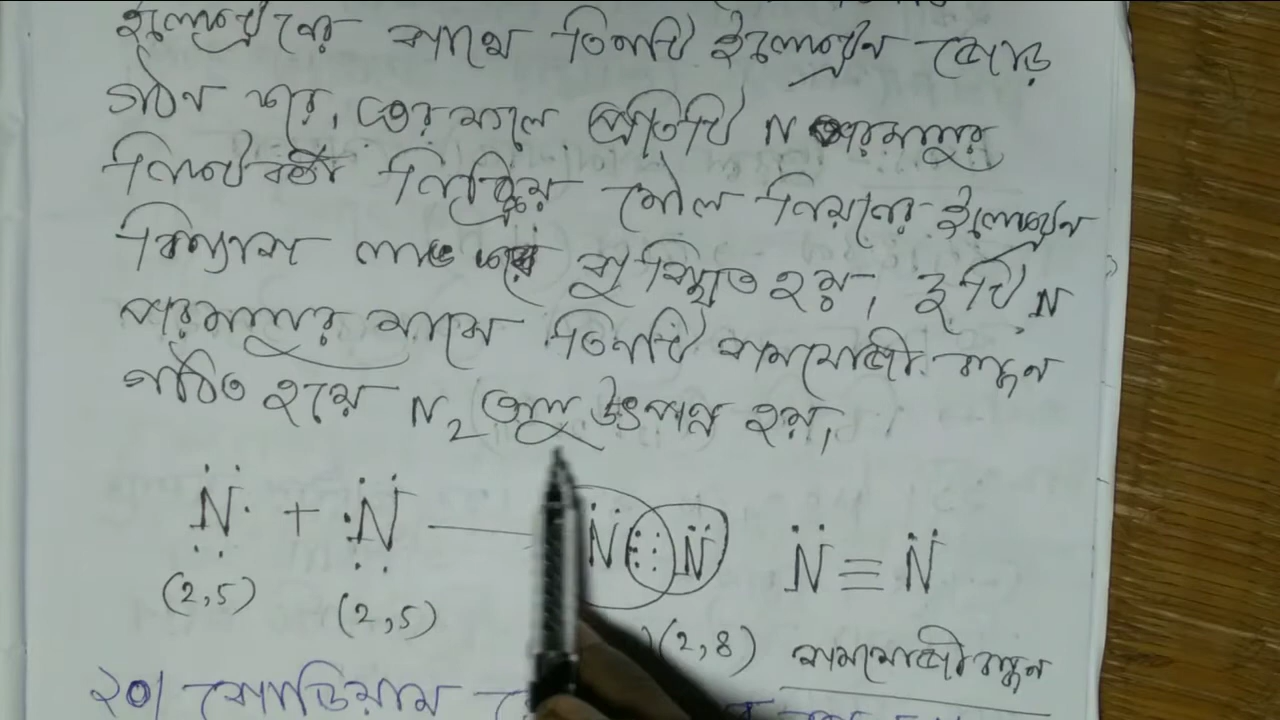 ইলেকট্রনের সাথে তিনটি ইলেকট্রন জোড়
গঠন করে, এর ফলে প্রতিটি N পরমাণুর
নিকটবর্তী নিষ্ক্রিয় মৌল নিয়নের ইলেকট্রন
বিন্যাস লাভ করে সুস্থিত হয়, দুটি N
পরমাণুর মাঝে তিনটি সমযোজী বন্ধন
গঠিত হয়ে N2 অণু উৎপন্ন হয়,
N + N N N N ≡ N
(2,5) (2,5) (2,8) সমযোজী বন্ধন
২০। সোডিয়াম